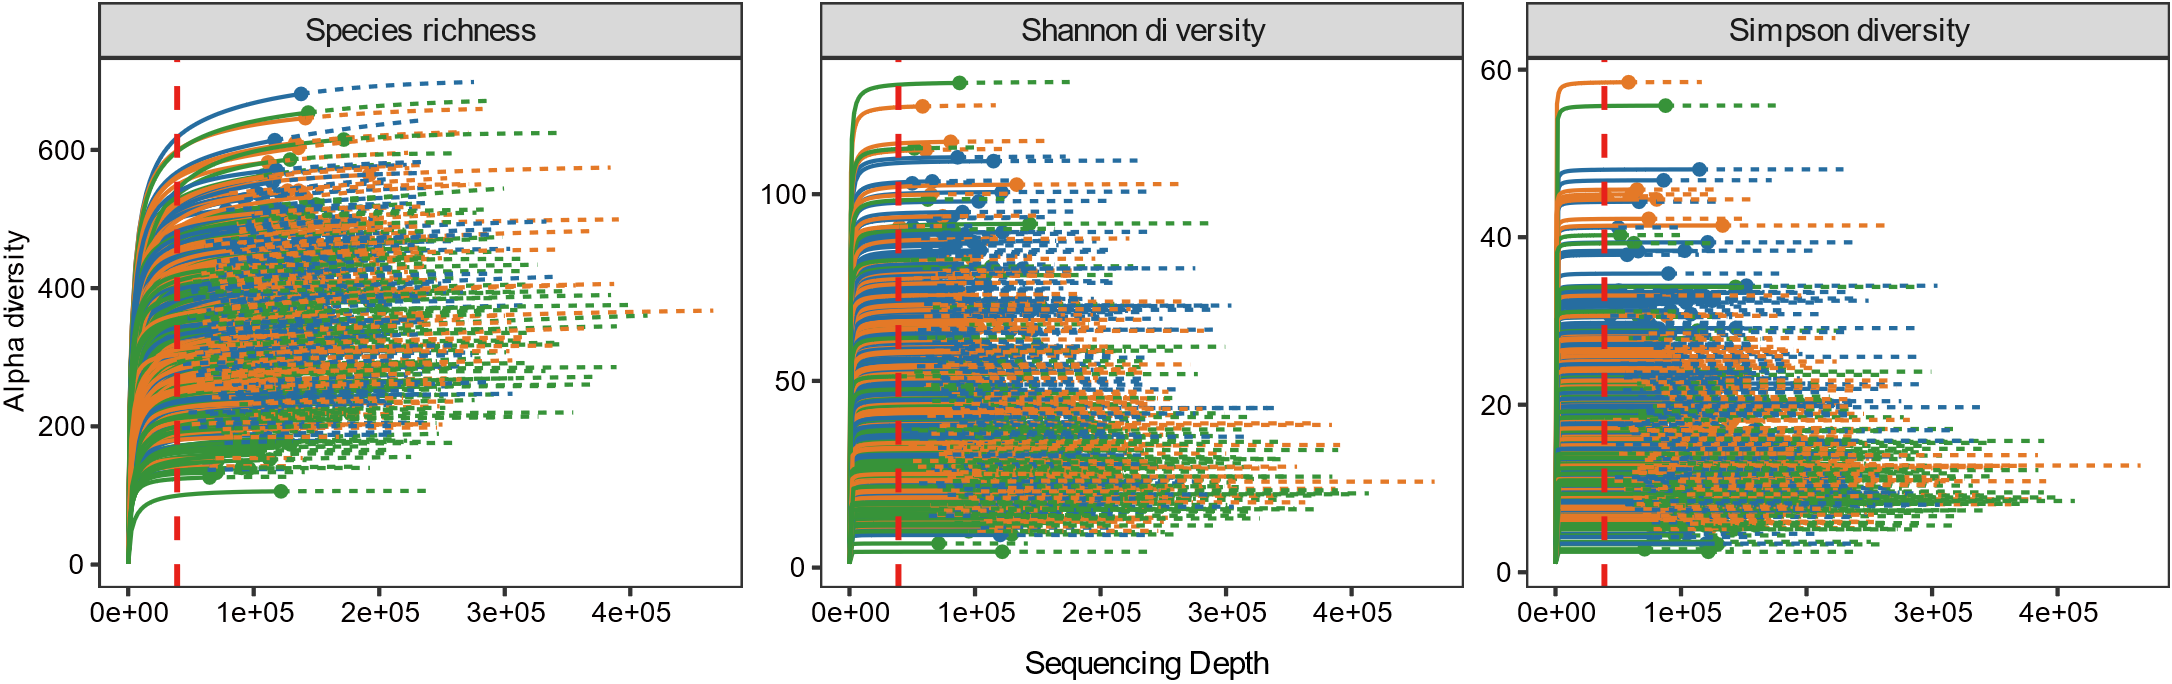 Species richness
Shannon di versity
Simpson diversity
Alpha diversity
600
400
200
0
0e+00 1e+05 2e+05 3e+05 4e+05
100
50
0
0e+00 1e+05 2e+05 3e+05 4e+05
60
40
20
0
0e+00 1e+05 2e+05 3e+05 4e+05
Sequencing Depth